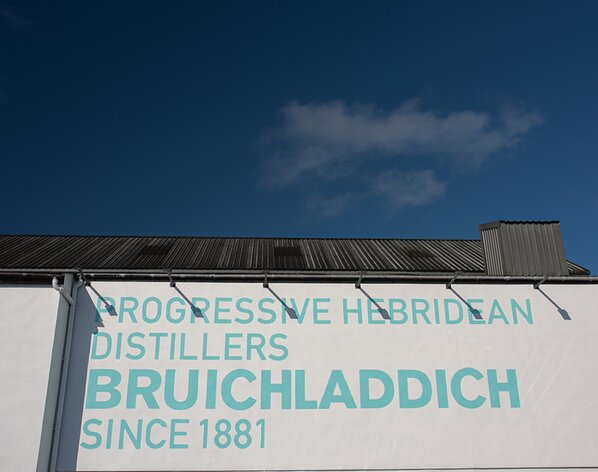 PROGRESSIVE HEBRIDEAN
DISTILLERS
BRUICHLADDICH
SINCE 1881